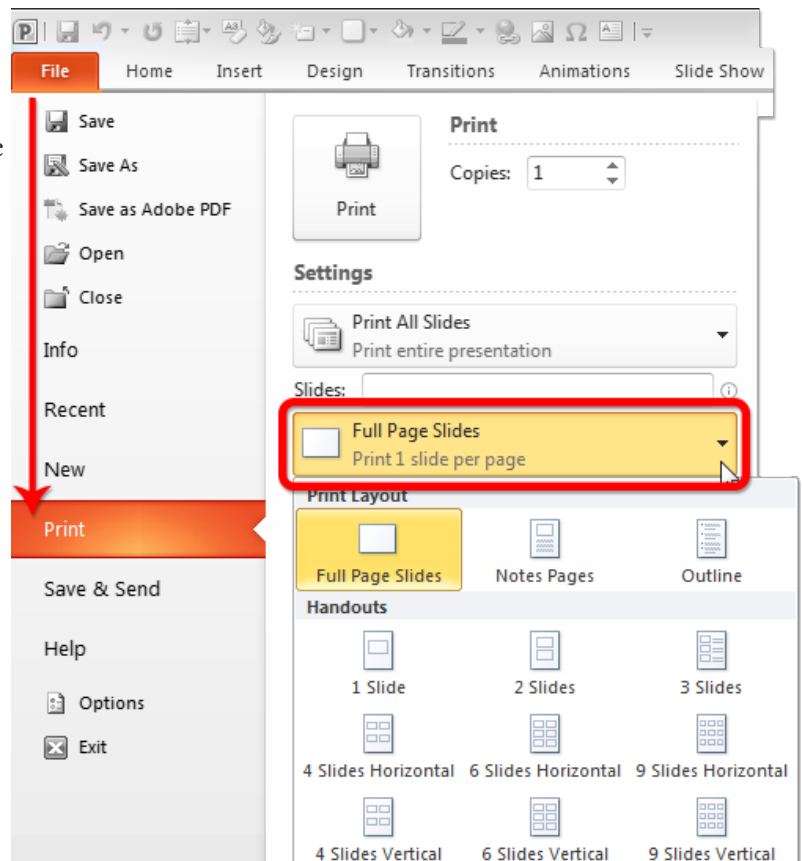 P
File Home Insert Design Transitions Animations Slide Show
Save
e
Save As
Save as Adobe PDF
Open
Close
Info
Recent
New
Print
Save & Send
Help
Options
Exit
Print
Print
Copies: 1
Settings
Print All Slides
Print entire presentation
Slides:
Full Page Slides
Print 1 slide per page
Print Layout
Full Page Slides Notes Pages Outline
Handouts
1 Slide 2 Slides 3 Slides
4 Slides Horizontal 6 Slides Horizontal 9 Slides Horizontal
4 Slides Vertical 6 Slides Vertical 9 Slides Vertical